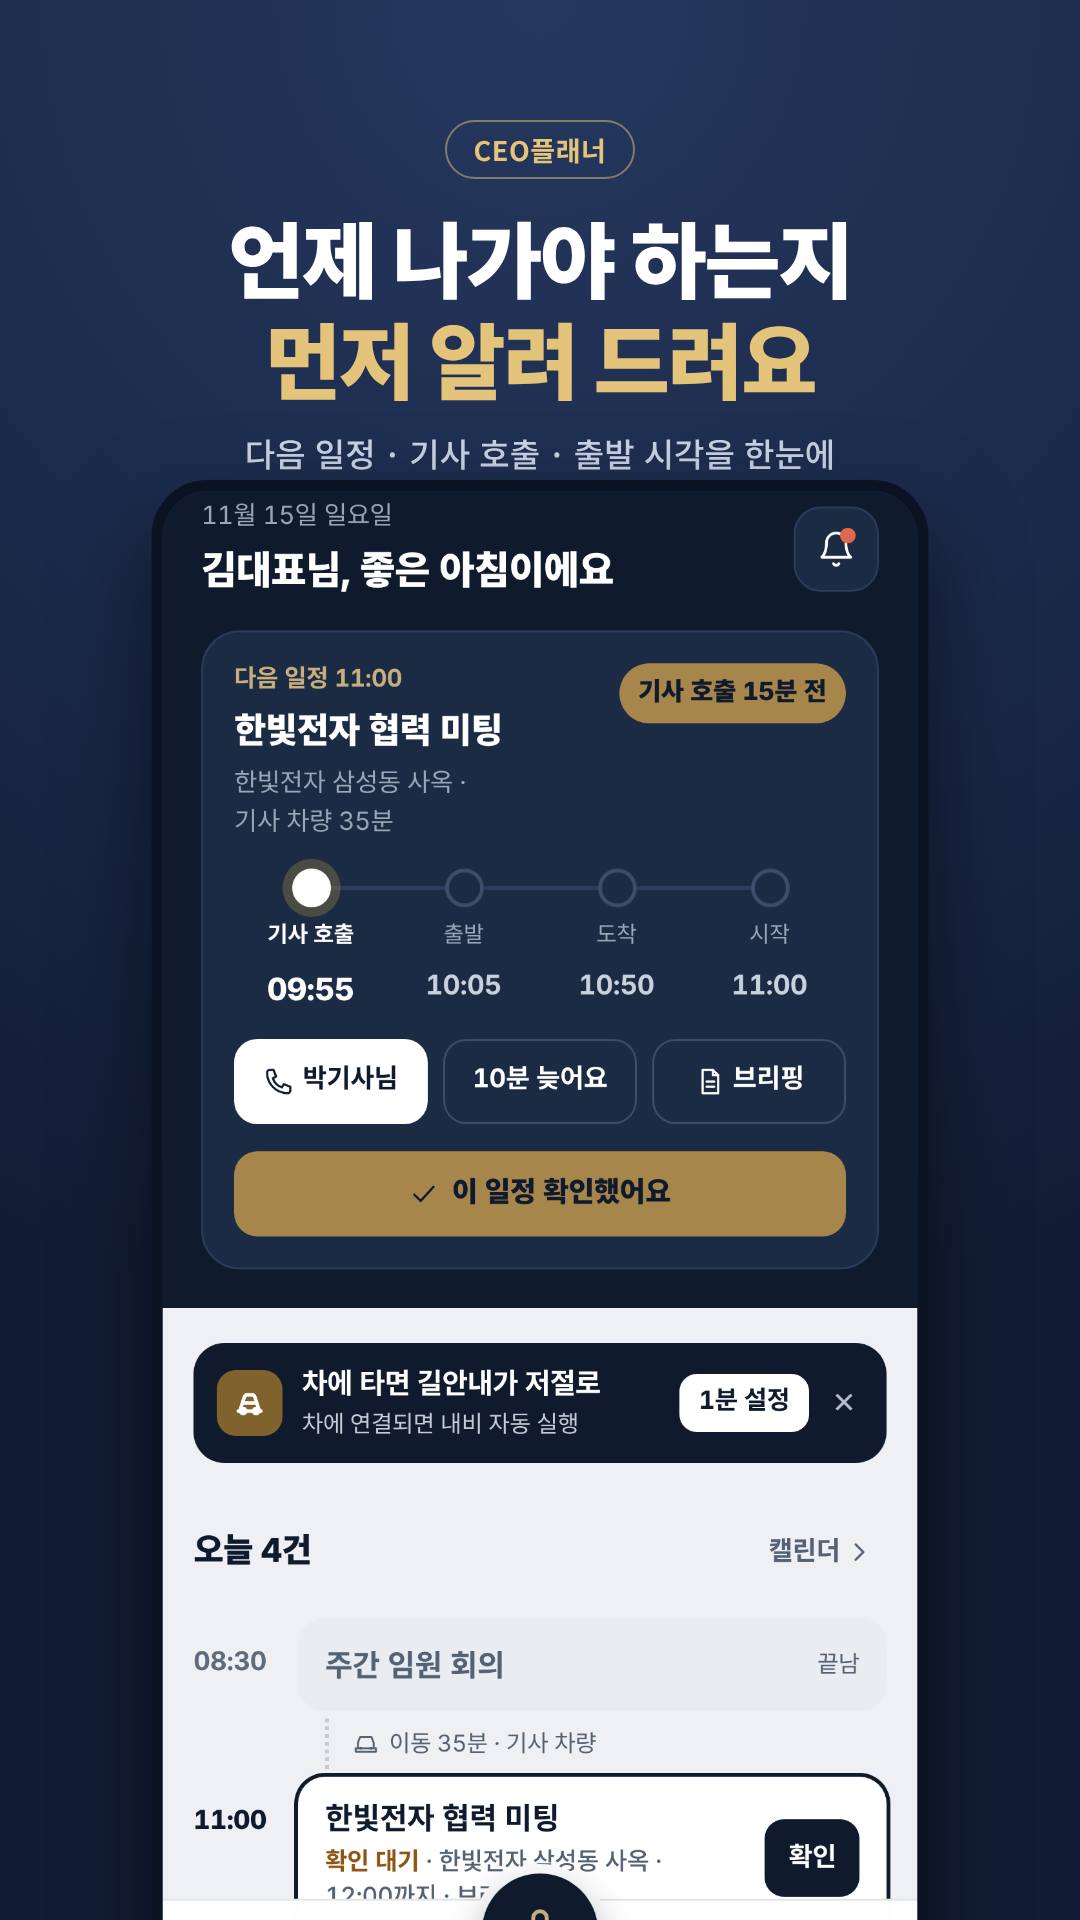 CEO플래너
언제 나가야 하는지
먼저 알려 드려요
다음 일정 · 기사 호출 · 출발 시각을 한눈에
11월 15일 일요일
김대표님, 좋은 아침이에요
다음 일정 11:00
기사 호출 15분 전
한빛전자 협력 미팅
한빛전자 삼성동 사옥 ·
기사 차량 35분
기사 호출 출발 도착 시작
09:55 10:05 10:50 11:00
박기사님 10분 늦어요 브리핑
이 일정 확인했어요
차에 타면 길안내가 저절로
차에 연결되면 내비 자동 실행
1분 설정
오늘 4건
캘린더
08:30 주간 임원 회의 끝남
이동 35분 · 기사 차량
11:00 한빛전자 협력 미팅
확인 대기 · 한빛전자 삼성동 사옥 ·
확인
12:00까지 ·